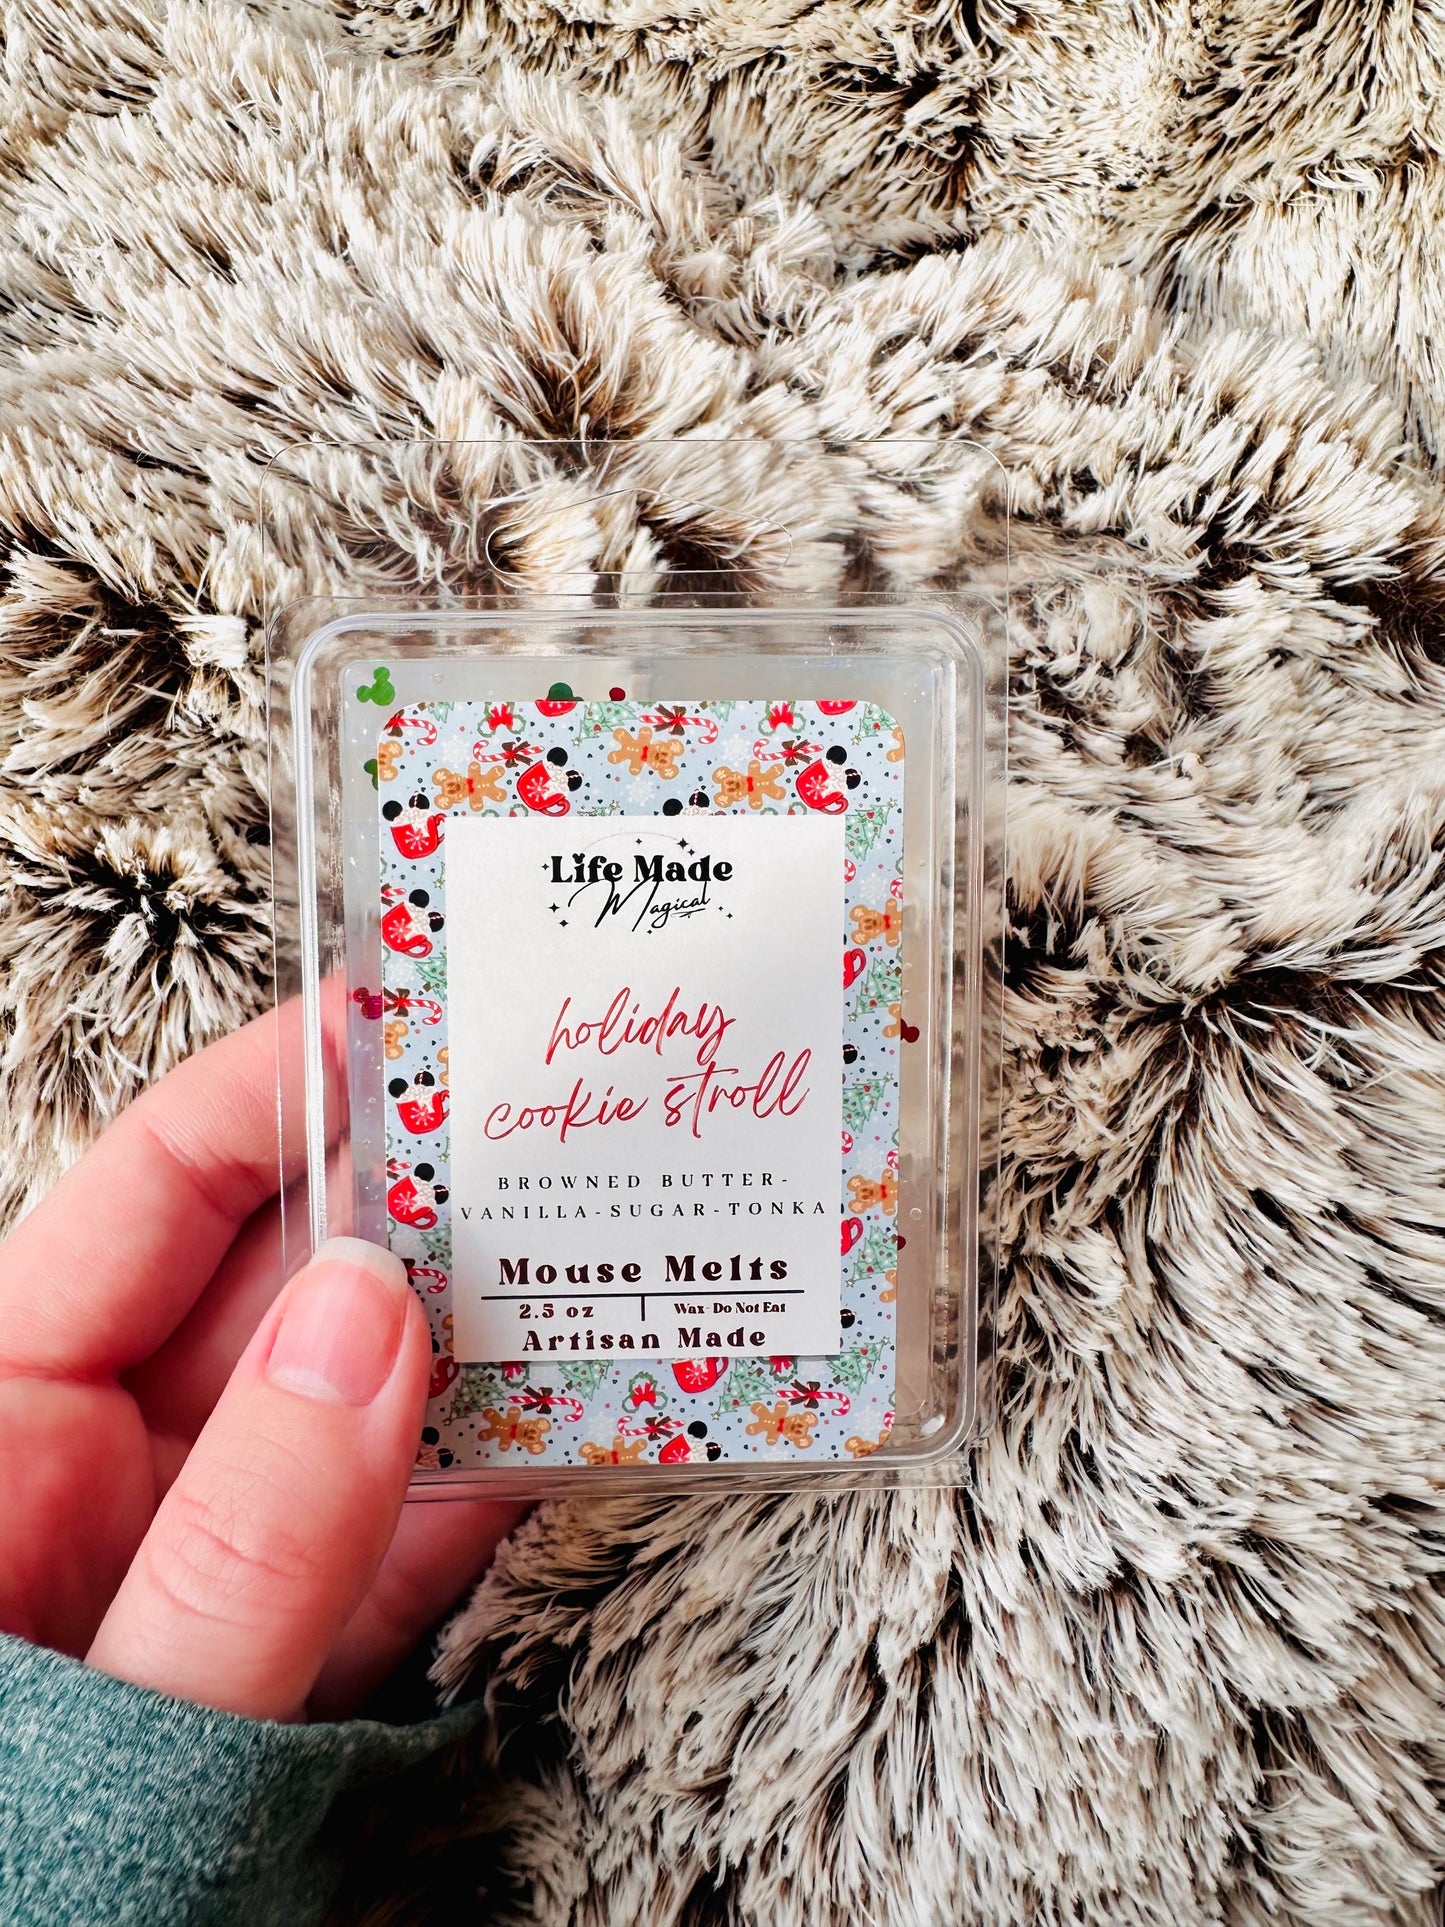 Life Made
Magical
holiday
cookie stroll
BROWNED BUTTER-
VANILLA-SUGAR-TONKA
Mouse Melts
2.5 oz
Wax-Do Not Eat
Artisan Made